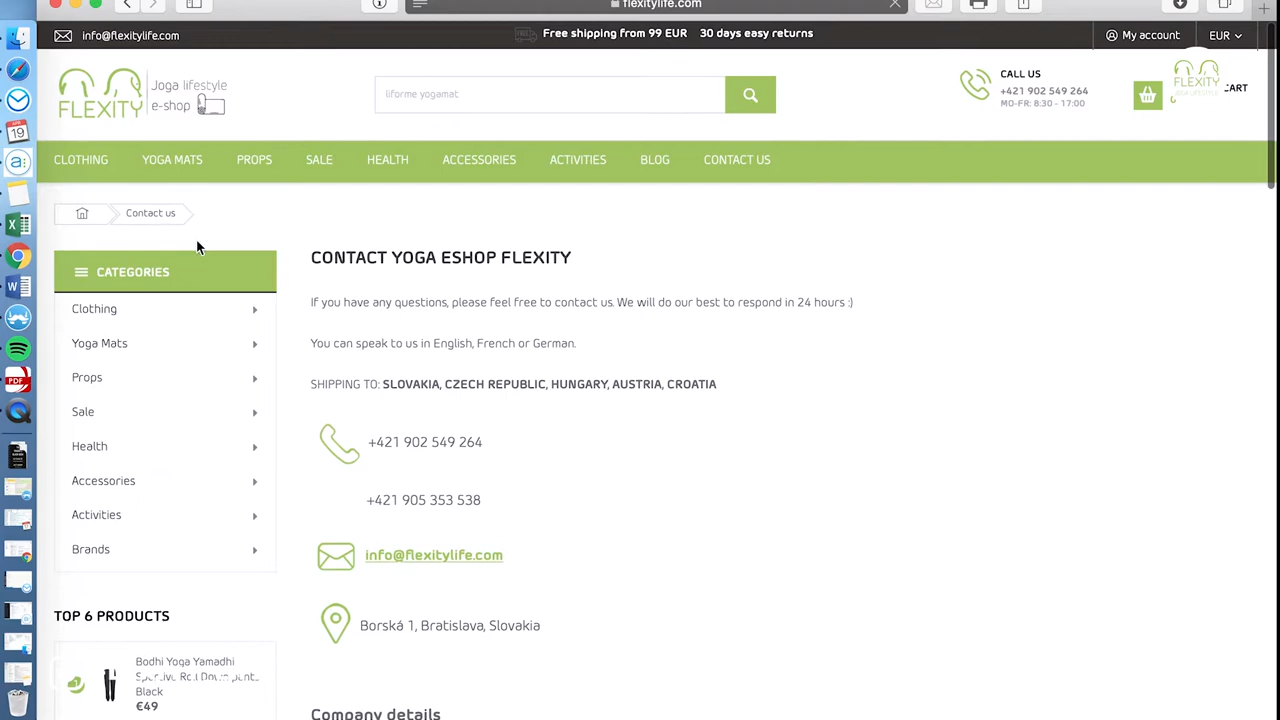 flexitylife.com
info@flexitylife.com
Free shipping from 99 EUR 30 days easy returns
My account
EUR
FLEXITY
Joga lifestyle
e-shop
liforme yogamat
CALL US
+421 902 549 264
MO-FR: 8:30 - 17:00
FLEXITY
CART
CLOTHING YOGA MATS PROPS SALE HEALTH ACCESSORIES ACTIVITIES BLOG CONTACT US
Contact us
CATEGORIES
Clothing
Yoga Mats
Props
Sale
Health
Accessories
Activities
Brands
TOP 6 PRODUCTS
Bodhi Yoga Yamadhi
Black
€49
CONTACT YOGA ESHOP FLEXITY
If you have any questions, please feel free to contact us. We will do our best to respond in 24 hours :)
You can speak to us in English, French or German.
SHIPPING TO: SLOVAKIA, CZECH REPUBLIC, HUNGARY, AUSTRIA, CROATIA
+421 902 549 264
+421 905 353 538
info@flexitylife.com
Borská 1, Bratislava, Slovakia
Company details